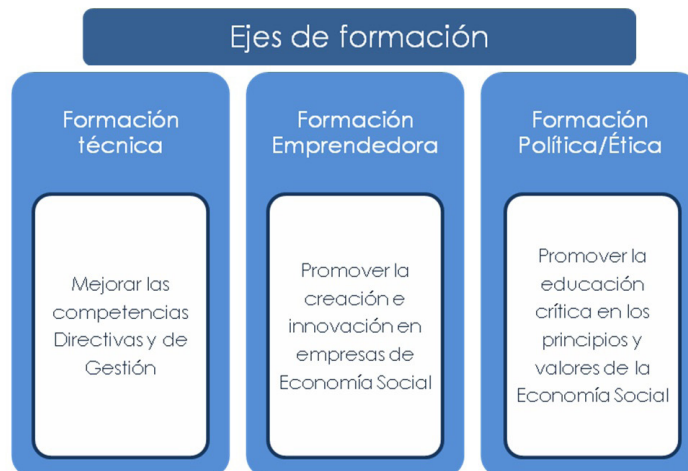 Ejes de formación
Formación
técnica
Mejorar las
competencias
Directivas y de
Gestión
Formación
Emprendedora
Promover la
creación e
innovación en
empresas de
Economía Social
Formación
Política/Ética
Promover la
educación
crítica en los
principios y
valores de la
Economía Social